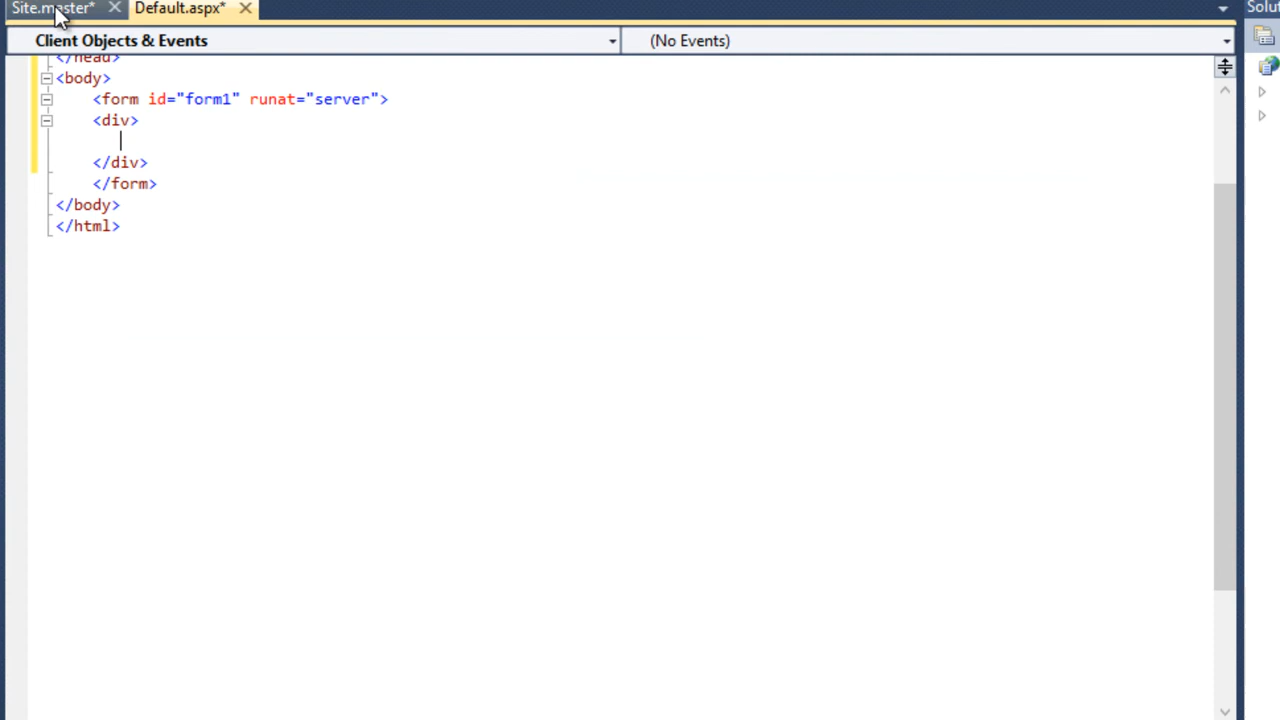 Site.master* Default.aspx* Solu
Client Objects & Events (No Events)
</head>
<body>
<form id="form1" runat="server">
<div>
</div>
</form>
</body>
</html>